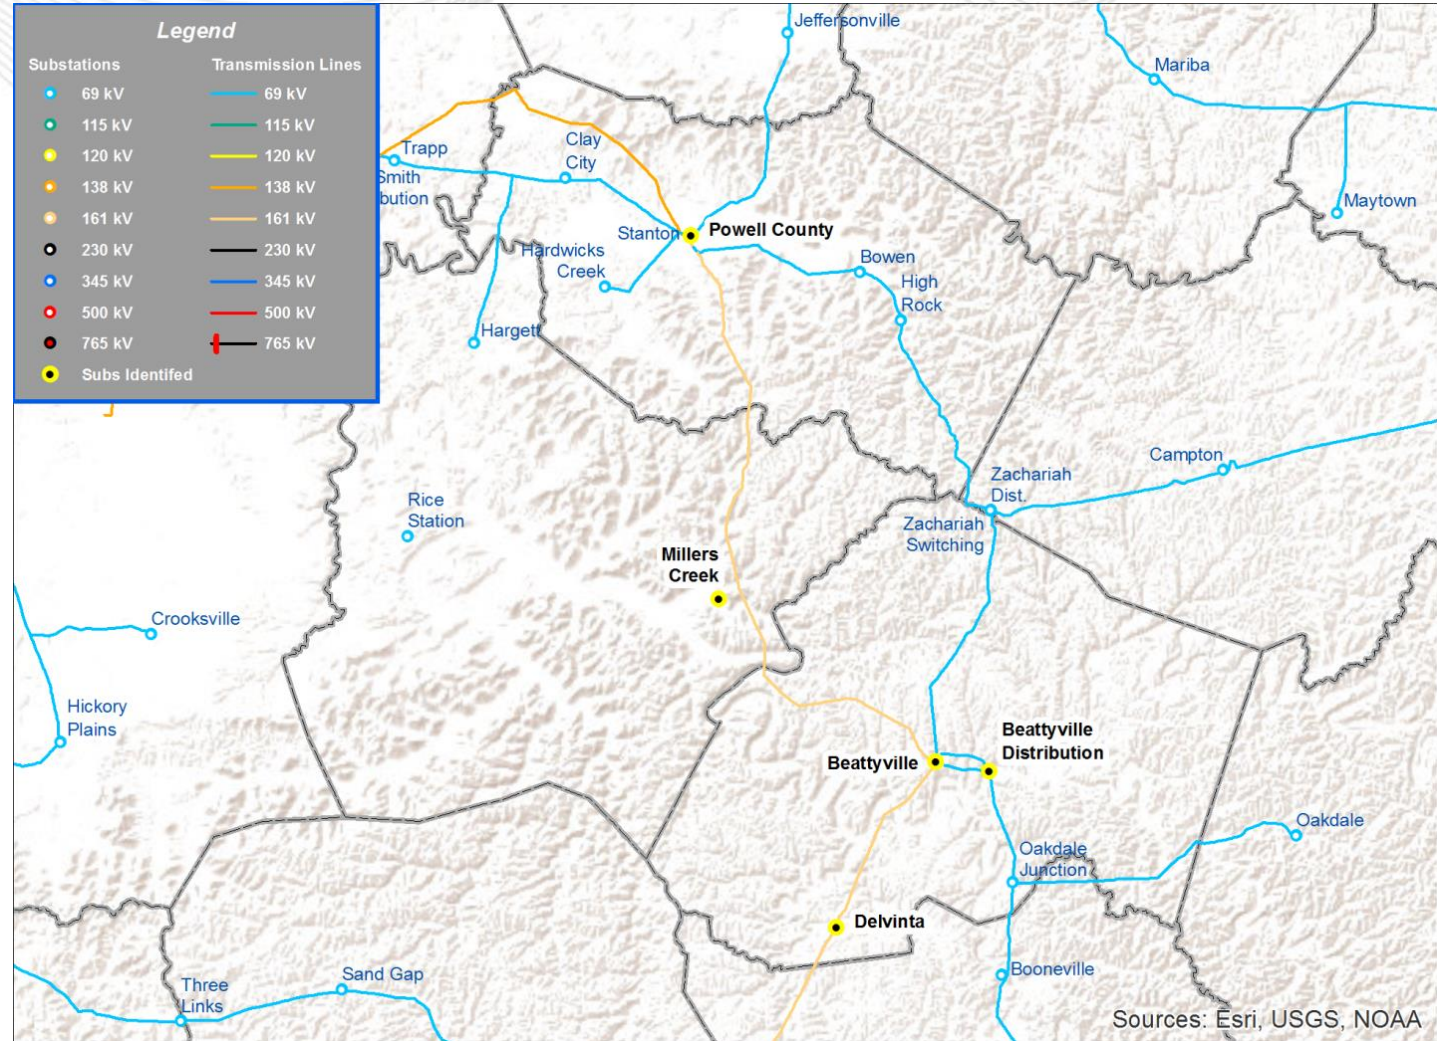 Legend
Substations
Transmission Lines
69 kV
69 kV
115 kV
115 kV
120 kV
120 kV
138 kV
138 kV
161 kV
161 kV
230 kV
230 kV
345 kV
345 kV
500 kV
500 kV
765 kV
765 kV
Subs Identifed
Jeffersonville
Mariba
Trapp
Clay
City
Smith
bution
Maytown
Stanton
Powell County
Hardwicks
Creek
Bowen
High
Rock
Hargett
Campton
Zachariah
Dist.
Rice
Station
Zachariah
Switching
Millers
Creek
Crooksville
Hickory
Plains
Beattyville
Distribution
Beattyville
Oakdale
Oakdale
Junction
Delvinta
Booneville
Sand Gap
Three
Links
Sources: Esri, USGS, NOAA